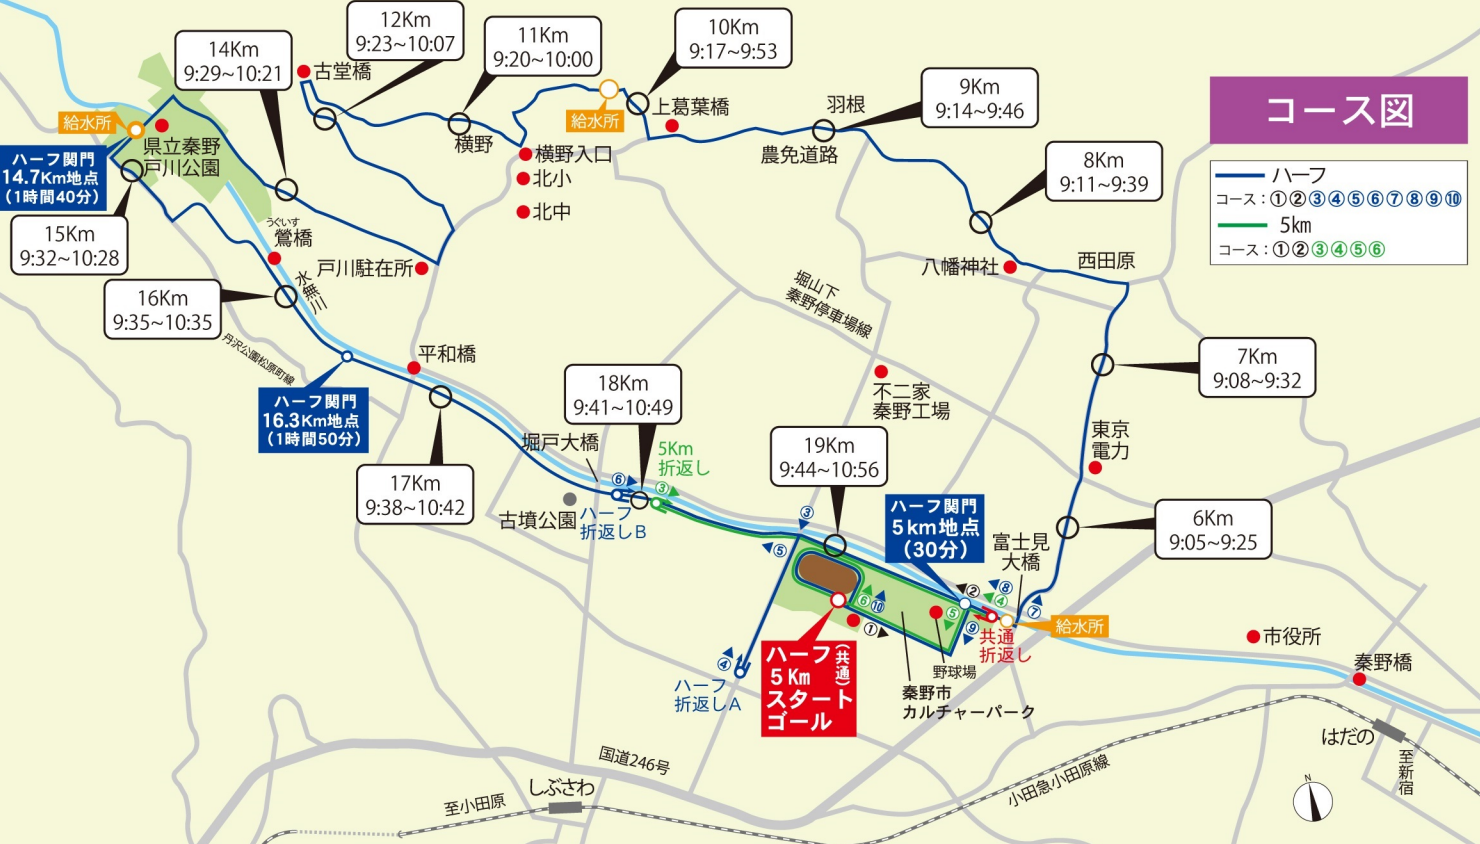 コース図
ハーフ
コース：①②③④⑤⑥⑦⑧⑨⑩
5km
コース：①②③④⑤⑥
12Km
9:23~10:07
11Km
9:20~10:00
10Km
9:17~9:53
14Km
9:29~10:21
古堂橋
9Km
9:14~9:46
給水所
県立秦野
戸川公園
ハーフ関門
14.7Km地点
（1時間40分）
横野
給水所
上葛葉橋
羽根
農免道路
横野入口
北小
北中
8Km
9:11~9:39
15Km
9:32~10:28
うぐいす
鶯橋
水無川
戸川駐在所
八幡神社
西田原
16Km
9:35~10:35
堀山下
秦野停車場線
丹沢公園松原町線
平和橋
7Km
9:08~9:32
ハーフ関門
16.3Km地点
（1時間50分）
18Km
9:41~10:49
不二家
秦野工場
東京
電力
堀戸大橋
5Km
折返し
19Km
9:44~10:56
17Km
9:38~10:42
⑥
③
古墳公園
ハーフ
折返しB
③
⑤
ハーフ関門
5km地点
（30分）
富士見
大橋
6Km
9:05~9:25
②
⑧
④
⑦
⑥
⑩
⑤
⑨
①
共通
折返し
給水所
市役所
秦野橋
④
ハーフ
折返しA
ハーフ
5Km
（共通）
スタート
ゴール
野球場
秦野市
カルチャーパーク
はだの
至新宿
国道246号
しぶさわ
至小田原
小田急小田原線
N